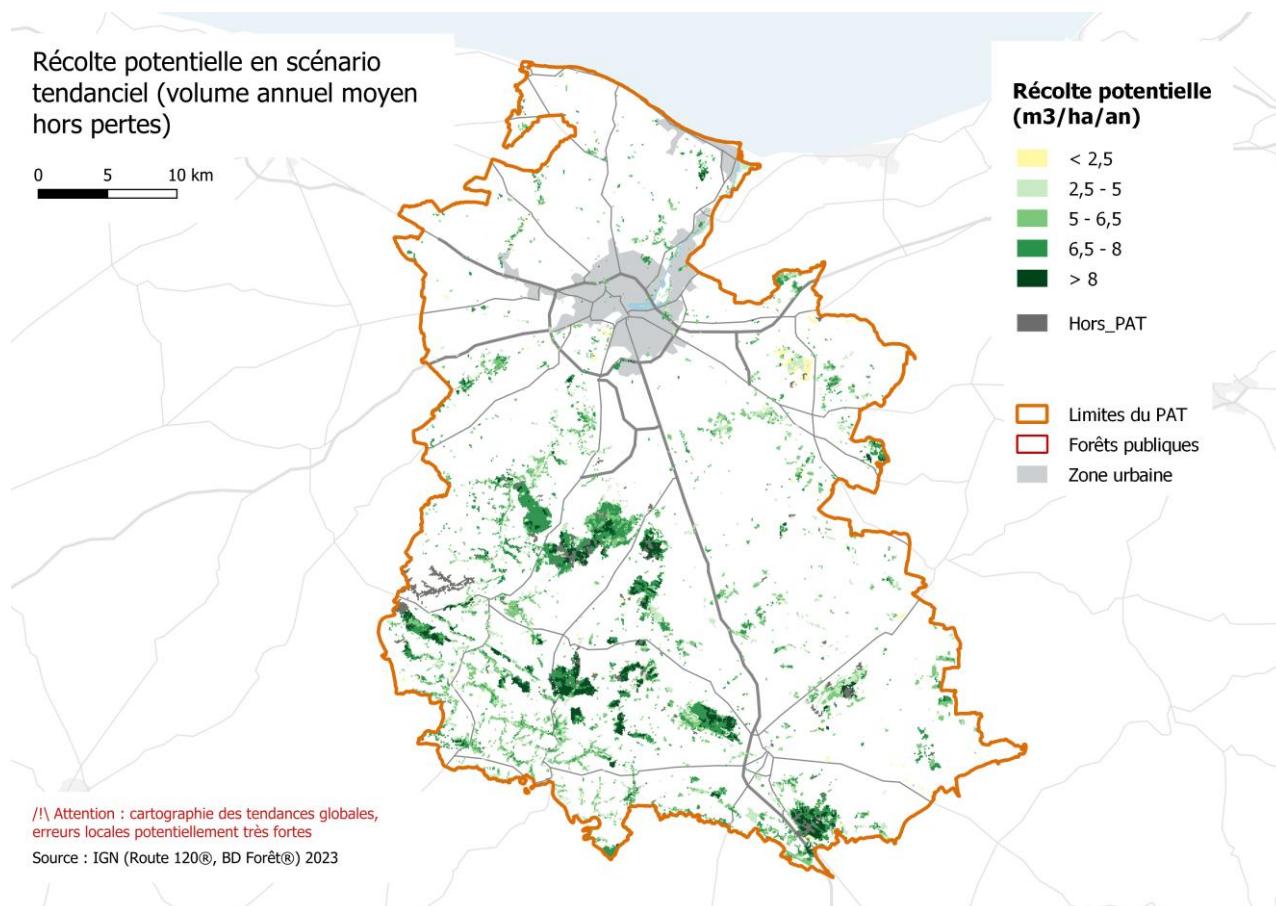 Récolte potentielle en scénario
tendanciel (volume annuel moyen
hors pertes)
0 5 10 km
Récolte potentielle
(m3/ha/an)
< 2,5
2,5 - 5
5 - 6,5
6,5 - 8
> 8
Hors_PAT
Limites du PAT
Forêts publiques
Zone urbaine
/!\ Attention : cartographie des tendances globales,
erreurs locales potentiellement très fortes
Source : IGN (Route 120®, BD Forêt®) 2023